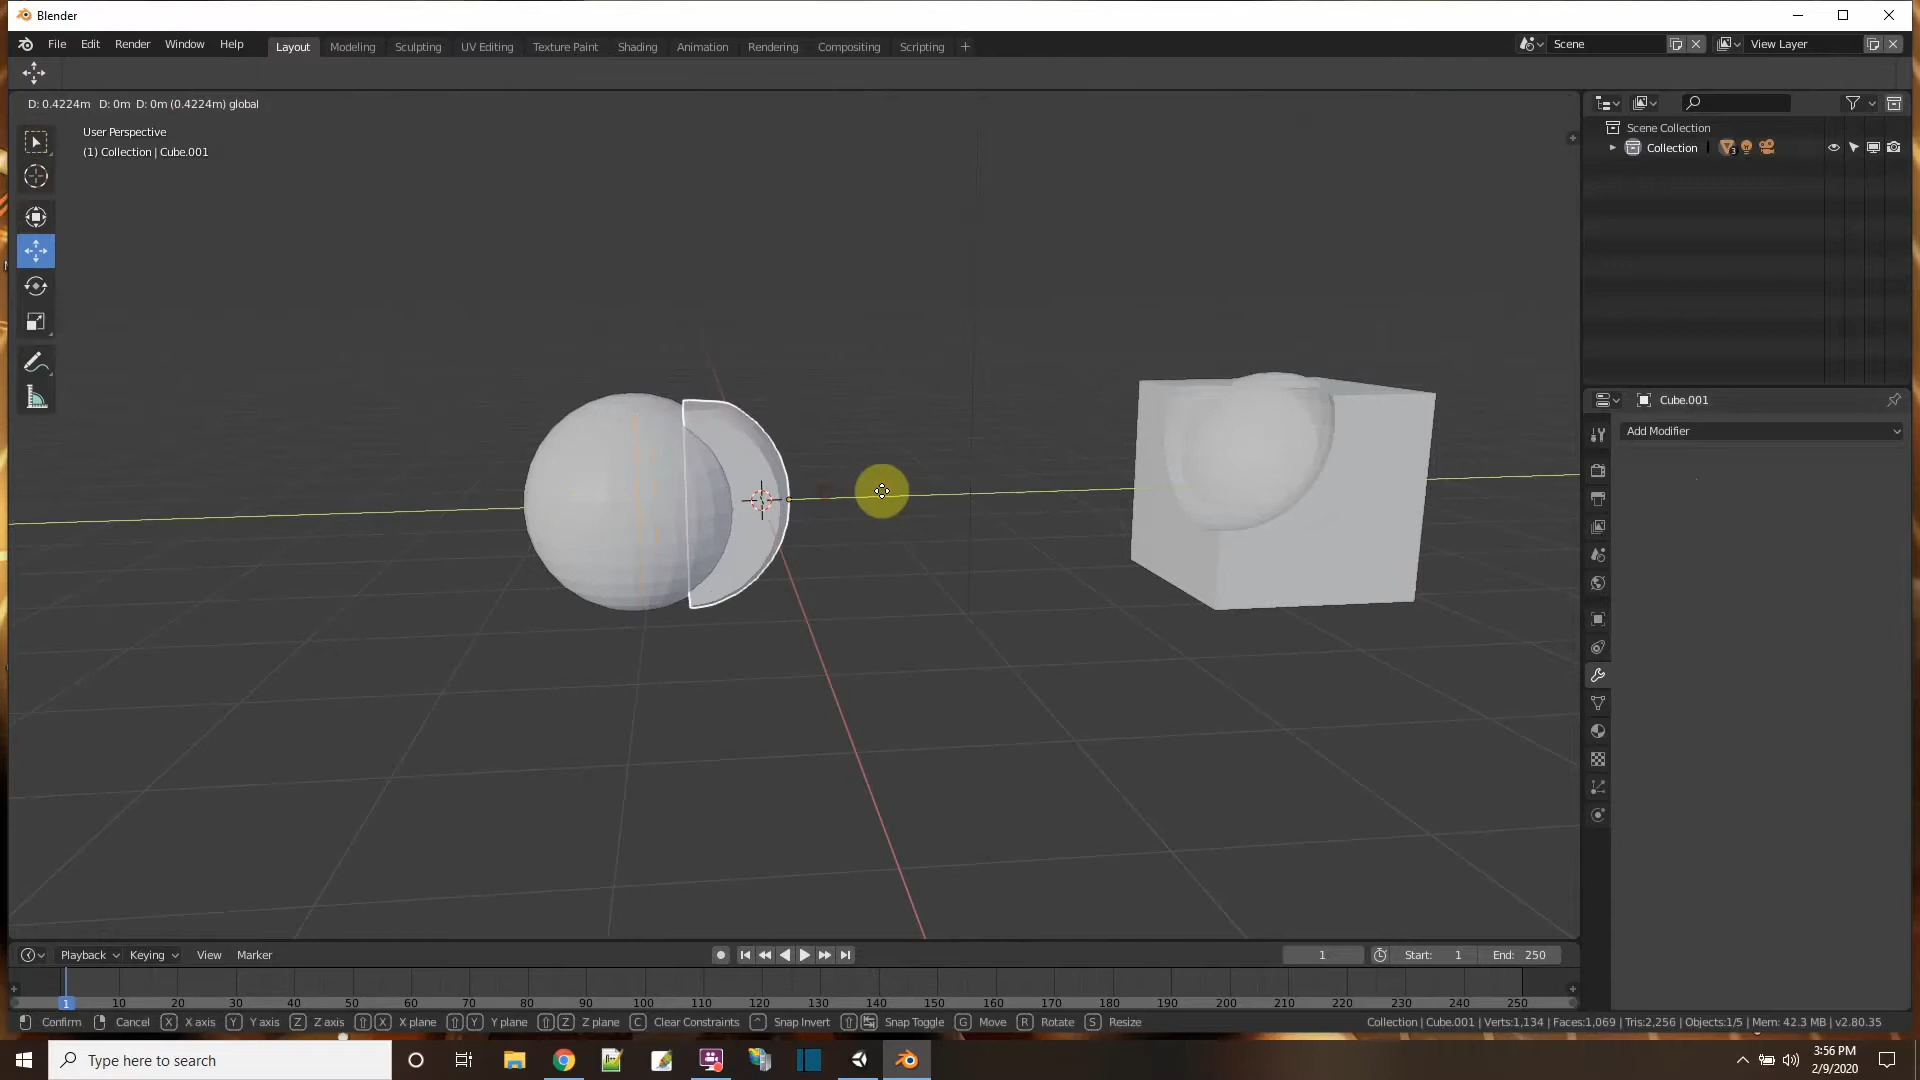 Blender
File Edit Render Window Help Layout Modeling Sculpting UV Editing Texture Paint Shading Animation Rendering Compositing Scripting + Scene View Layer
D: 0.4224m D: 0m D: 0m (0.4224m) global
User Perspective
(1) Collection | Cube.001
Scene Collection
Collection 3
Cube.001
Add Modifier
Playback Keying View Marker 1 Start: 1 End: 250
1 10 20 30 40 50 60 70 80 90 100 110 120 130 140 150 160 170 180 190 200 210 220 230 240 250
Confirm Cancel X X axis Y Y axis Z Z axis X X plane Y Y plane Z Z plane C Clear Constraints ^ Snap Invert Snap Toggle G Move R Rotate S Resize Collection | Cube.001 | Verts:1,134 | Faces:1,069 | Tris:2,256 | Objects:1/5 | Mem: 42.3 MB | v2.80.35
Type here to search
3:56 PM
2/9/2020